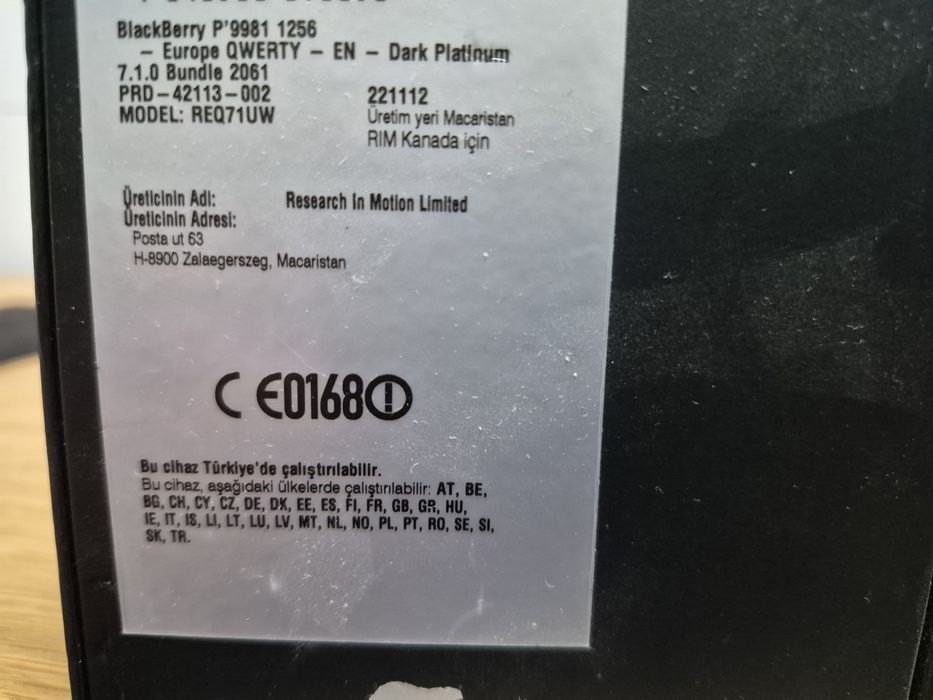 BlackBerry P'9981 1256
– Europe QWERTY – EN – Dark Platinum
7.1.0 Bundle 2061
PRD-42113-002
MODEL: REQ71UW
221112
Üretim yeri Macaristan
RIM Kanada için
Üreticinin Adi: Research In Motion Limited
Üreticinin Adresi:
Posta ut 63
H-8900 Zalaegerszeg, Macaristan
CE0168
Bu cihaz Türkiye'de çalıştırılabilir.
Bu cihaz, aşağıdaki ülkelerde çalıştırılabilir: AT, BE,
BG, CH, CY, CZ, DE, DK, EE, ES, FI, FR, GB, GR, HU,
IE, IT, IS, LI, LT, LU, LV, MT, NL, NO, PL, PT, RO, SE, SI,
SK, TR.